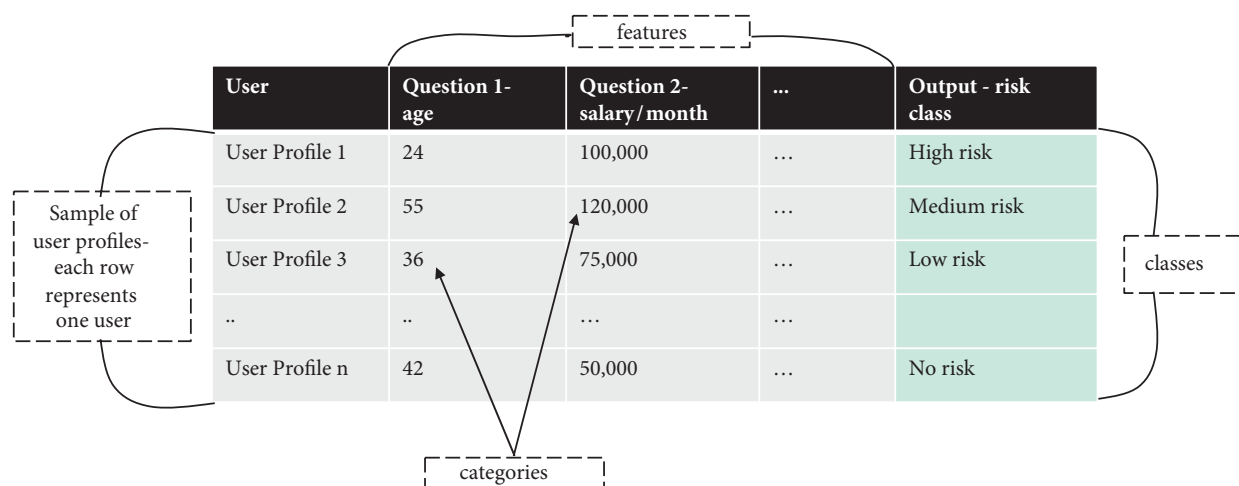 features
User
Question 1-
age
Question 2-
salary/month
...
Output - risk
class
User Profile 1
24
100,000
...
High risk
User Profile 2
55
120,000
...
Medium risk
User Profile 3
36
75,000
...
Low risk
..
..
...
...
User Profile n
42
50,000
...
No risk
Sample of
user profiles-
each row
represents
one user
classes
categories